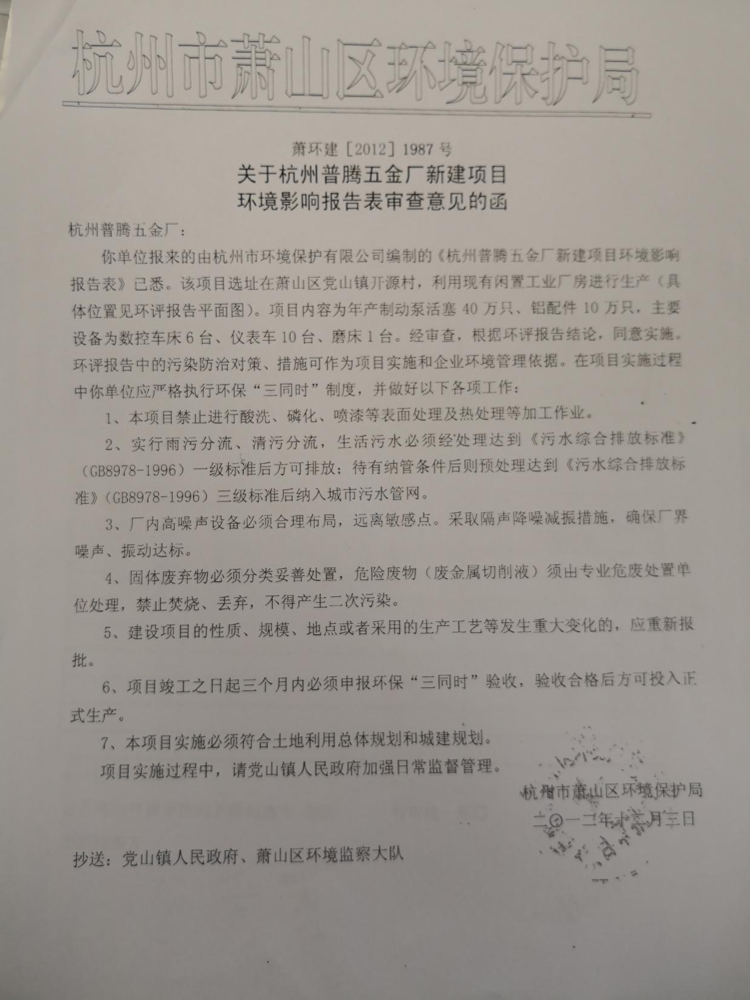 杭州市萧山区环境保护局
萧环建［2012］1987 号
关于杭州普腾五金厂新建项目
环境影响报告表审查意见的函
杭州普腾五金厂：
你单位报来的由杭州市环境保护有限公司编制的《杭州普腾五金厂新建项目环境影响
报告表》已悉。该项目选址在萧山区党山镇开源村，利用现有闲置工业厂房进行生产（具
体位置见环评报告平面图）。项目内容为年产制动泵活塞 40 万只、铝配件 10 万只，主要
设备为数控车床 6 台、仪表车 10 台、磨床 1 台。经审查，根据环评报告结论，同意实施。
环评报告中的污染防治对策、措施可作为项目实施和企业环境管理依据。在项目实施过程
中你单位应严格执行环保“三同时”制度，并做好以下各项工作：
1、本项目禁止进行酸洗、磷化、喷漆等表面处理及热处理等加工作业。
2、实行雨污分流、清污分流，生活污水必须经处理达到《污水综合排放标准》
（GB8978-1996）一级标准后方可排放；待有纳管条件后则预处理达到《污水综合排放标
准》（GB8978-1996）三级标准后纳入城市污水管网。
3、厂内高噪声设备必须合理布局，远离敏感点。采取隔声降噪减振措施，确保厂界
噪声、振动达标。
4、固体废弃物必须分类妥善处置，危险废物（废金属切削液）须由专业危废处置单
位处理，禁止焚烧、丢弃，不得产生二次污染。
5、建设项目的性质、规模、地点或者采用的生产工艺等发生重大变化的，应重新报
批。
6、项目竣工之日起三个月内必须申报环保“三同时”验收，验收合格后方可投入正
式生产。
7、本项目实施必须符合土地利用总体规划和城建规划。
项目实施过程中，请党山镇人民政府加强日常监督管理。
杭州市萧山区环境保护局
二〇一二年十二月三日
抄送：党山镇人民政府、萧山区环境监察大队